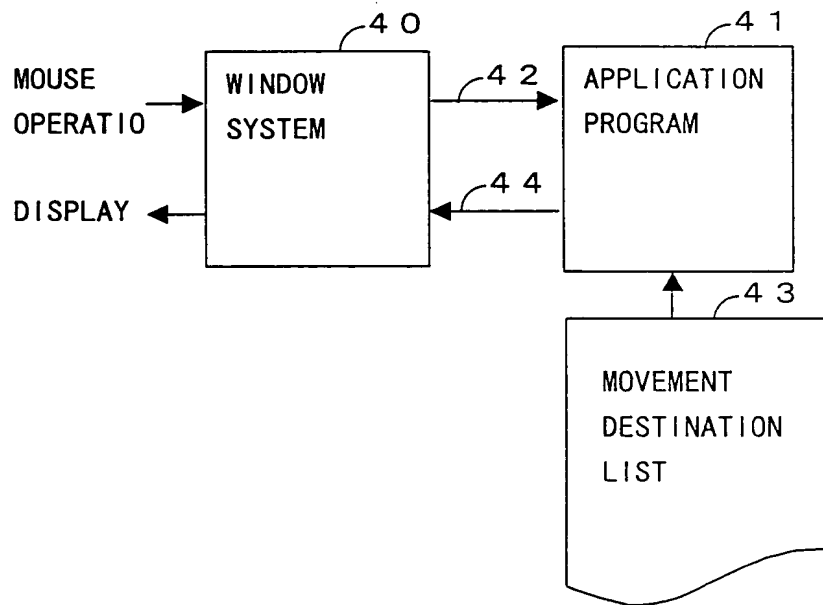 40
MOUSE
OPERATIO
WINDOW
SYSTEM
42
41
APPLICATION
PROGRAM
DISPLAY
44
43
MOVEMENT
DESTINATION
LIST